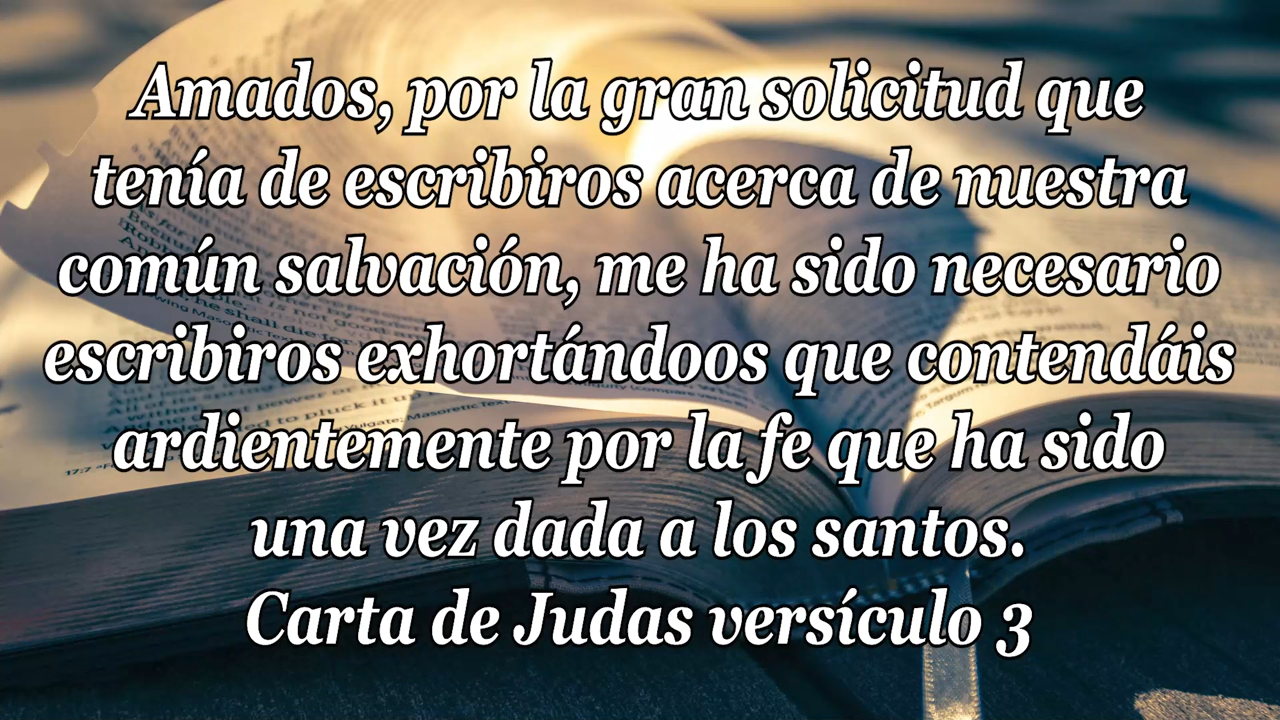 Amados, por la gran solicitud que
tenía de escribiros acerca de nuestra
común salvación, me ha sido necesario
escribiros exhortándoos que contendáis
ardientemente por la fe que ha sido
una vez dada a los santos.
Carta de Judas versículo 3